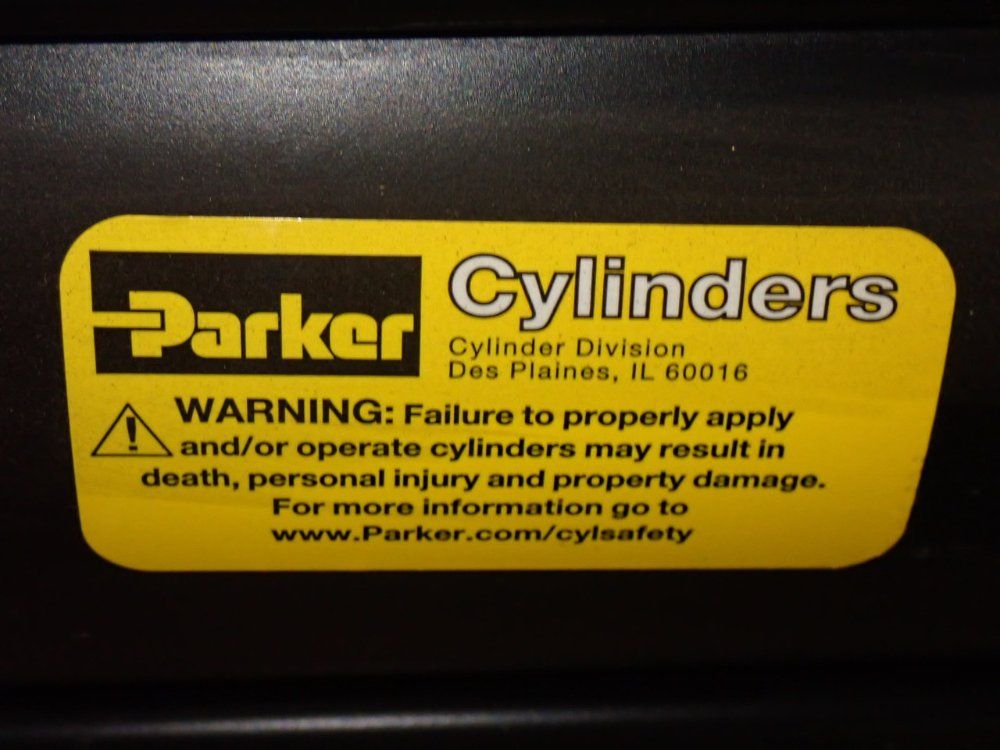 Parker
Cylinders
Cylinder Division
Des Plaines, IL 60016
WARNING: Failure to properly apply
and/or operate cylinders may result in
death, personal injury and property damage.
For more information go to
www.Parker.com/cylsafety